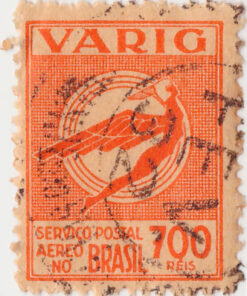 VARIG
SERVIÇO POSTAL
AEREO
NO BRASIL
700
RÉIS